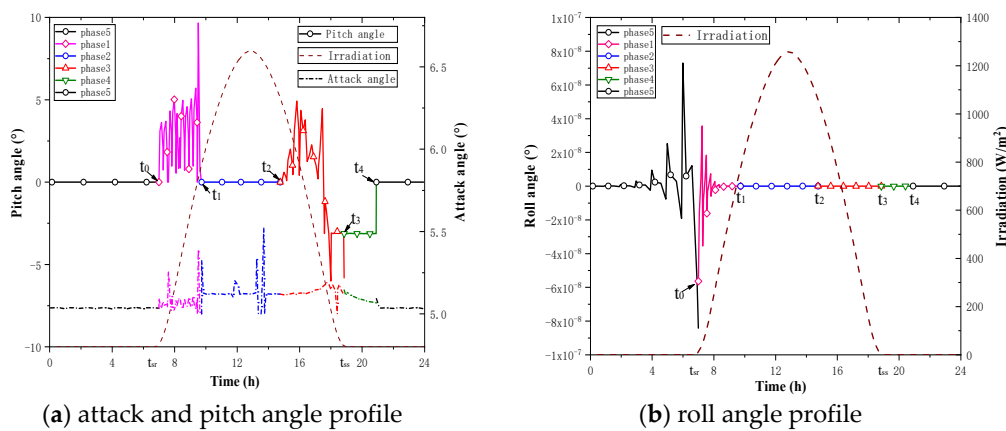 10
5
0
-5
-10
Pitch angle (°)
phase5
phase1
phase2
phase3
phase4
phase5
Pitch angle
Irradiation
Attack angle
t0
t1
t2
t3
t4
6.5
6.0
5.5
5.0
Attack angle (°)
0 4 tsr 8 12 16 tss 20 24
Time (h)
(a) attack and pitch angle profile
1x10-7
8x10-8
6x10-8
4x10-8
2x10-8
0
-2x10-8
-4x10-8
-6x10-8
-8x10-8
-1x10-7
Roll angle (°)
phase5
phase1
phase2
phase3
phase4
phase5
Irradiation
t0
t1
t2
t3
t4
1400
1200
1000
800
700
600
500
400
300
200
100
0
Irradiation (W/m2)
0 4 tsr 8 12 16 tss 20 24
Time (h)
(b) roll angle profile